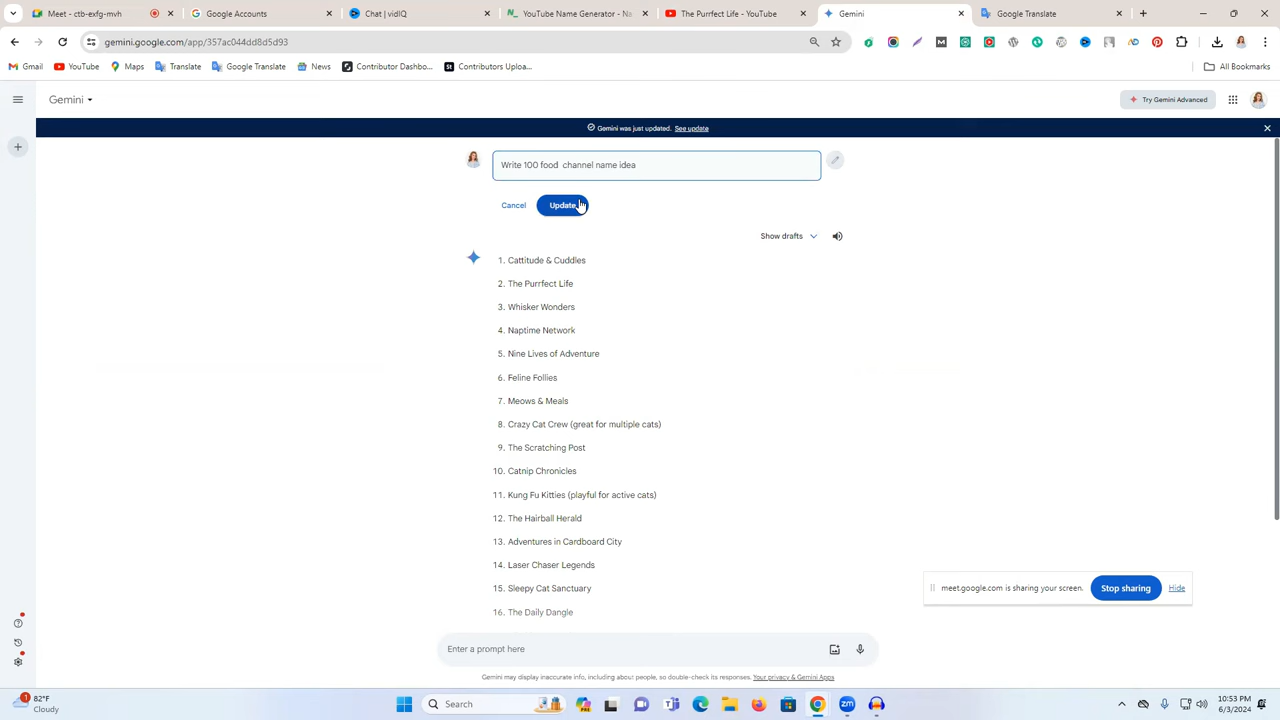 Meet - ctb-exfg-mwt
Google Accounts
Chat | vidi
YouTube Name Generator - Na
The Purrfect Life - YouTube
Gemini
Google Translate
gemini.google.com/app/357ac044dd8d5d93
Gmail
YouTube
Maps
Translate
Google Translate
News
Contributor Dashbo...
Contributors Uploa...
All Bookmarks
Gemini
Try Gemini Advanced
Gemini was just updated. See update
Write 100 food channel name idea
Cancel
Update
Show drafts
1. Cattitude & Cuddles
2. The Purrfect Life
3. Whisker Wonders
4. Naptime Network
5. Nine Lives of Adventure
6. Feline Follies
7. Meows & Meals
8. Crazy Cat Crew (great for multiple cats)
9. The Scratching Post
10. Catnip Chronicles
11. Kung Fu Kitties (playful for active cats)
12. The Hairball Herald
13. Adventures in Cardboard City
14. Laser Chaser Legends
15. Sleepy Cat Sanctuary
16. The Daily Dangle
meet.google.com is sharing your screen.
Stop sharing
Hide
Enter a prompt here
Gemini may display inaccurate info, including about people, so double-check its responses. Your privacy & Gemini Apps
1
82°F
Cloudy
Search
10:53 PM
6/3/2024